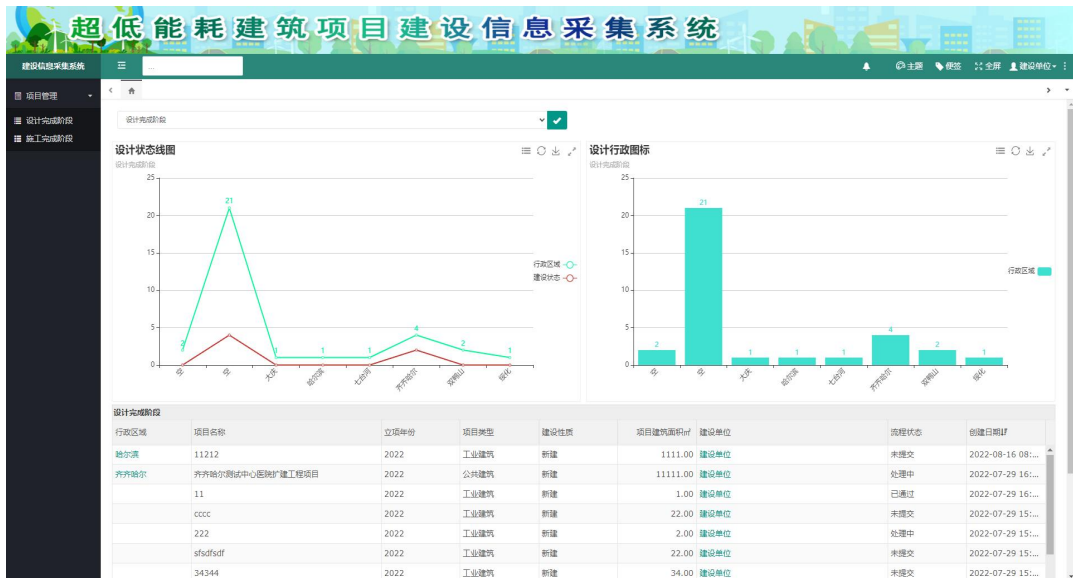 超低能耗建筑项目建设信息采集系统
建设信息采集系统
...
主题 便签 全屏 建设单位
项目管理
设计完成阶段
施工完成阶段
设计完成阶段
设计状态线图
设计完成阶段
25
20
15
10
5
0
2
21
1
1
1
4
2
1
空
空
大庆
哈尔滨
七台河
齐齐哈尔
双鸭山
绥化
行政区域
建设状态
设计行政图标
设计完成阶段
25
20
15
10
5
0
2
21
1
1
1
4
2
1
空
空
大庆
哈尔滨
七台河
齐齐哈尔
双鸭山
绥化
行政区域
设计完成阶段
行政区域 项目名称 立项年份 项目类型 建设性质 项目建筑面积㎡ 建设单位 流程状态 创建日期
哈尔滨 11212 2022 工业建筑 新建 1111.00 建设单位 未提交 2022-08-16 08:...
齐齐哈尔 齐齐哈尔测试中心医院扩建工程项目 2022 公共建筑 新建 11111.00 建设单位 处理中 2022-07-29 16:...
11 2022 工业建筑 新建 1.00 建设单位 已通过 2022-07-29 16:...
cccc 2022 工业建筑 新建 22.00 建设单位 未提交 2022-07-29 15:...
222 2022 工业建筑 新建 2.00 建设单位 处理中 2022-07-29 15:...
sfsdfsdf 2022 工业建筑 新建 22.00 建设单位 未提交 2022-07-29 15:...
34344 2022 工业建筑 新建 34.00 建设单位 未提交 2022-07-29 15:...